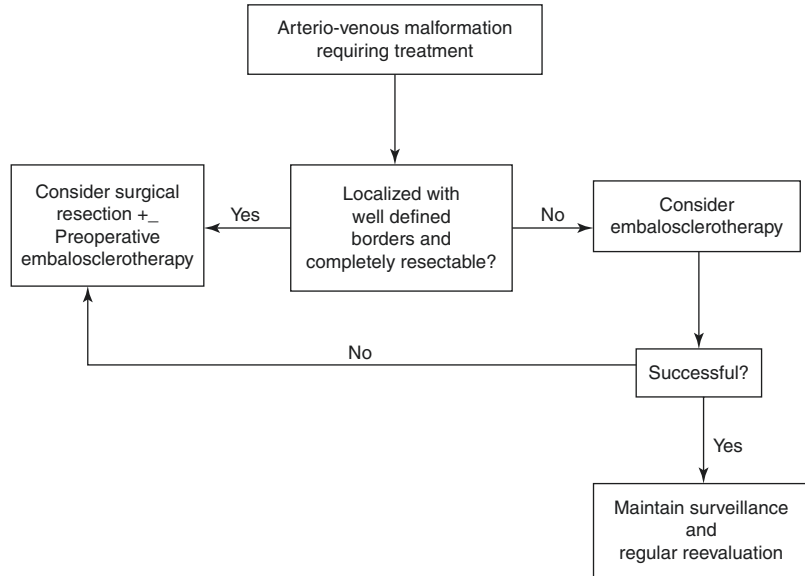 Arterio-venous malformation
requiring treatment
Consider surgical
resection +_
Preoperative
embalosclerotherapy
Yes
Localized with
well defined
borders and
completely resectable?
No
Consider
embalosclerotherapy
No
Successful?
Yes
Maintain surveillance
and
regular reevaluation